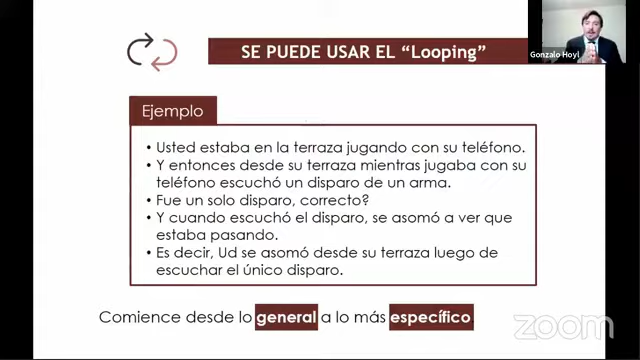 SE PUEDE USAR EL “Looping”
Gonzalo Hoyl
Ejemplo
• Usted estaba en la terraza jugando con su teléfono.
• Y entonces desde su terraza mientras jugaba con su
teléfono escuchó un disparo de un arma.
• Fue un solo disparo, correcto?
• Y cuando escuchó el disparo, se asomó a ver que
estaba pasando.
• Es decir, Ud se asomó desde su terraza luego de
escuchar el único disparo.
Comience desde lo general a lo más específico
zoom